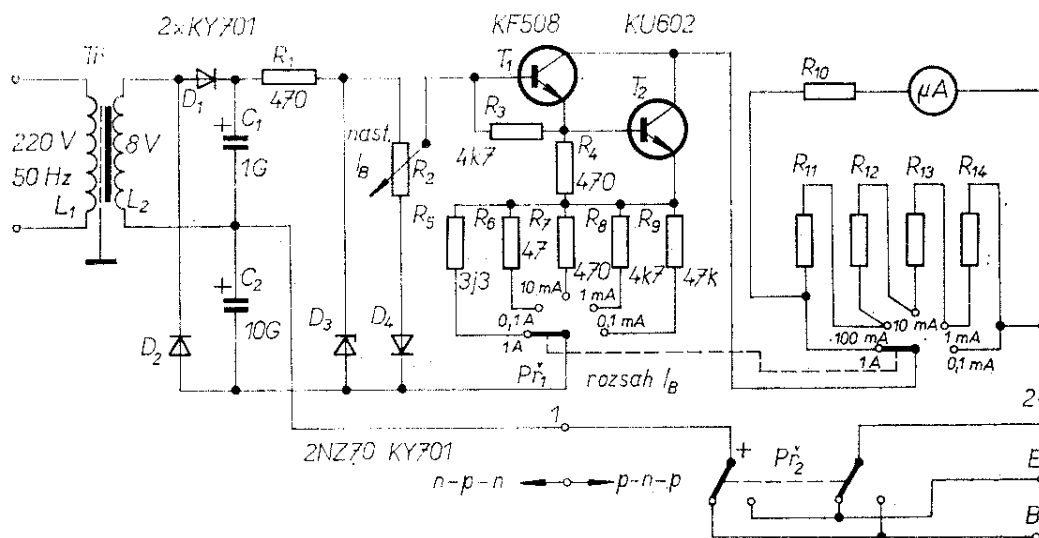 2xKY701
KF508
KU602
Tr
D₁
R₁
470
T₁
T₂
R₁₀
µA
220 V
50 Hz
L₁
8V
L₂
+
C₁
1G
nast.
I_B
R₂
R₃
4k7
R₄
470
R₅
3j3
R₆
47
R₇
470
R₈
4k7
R₉
47k
R₁₁
R₁₂
R₁₃
R₁₄
+
C₂
10G
D₂
D₃
D₄
10 mA
1 mA
0,1 A
0,1 mA
1A
Př₁
rozsah I_B
10 mA
100 mA
1 mA
1A
0,1 mA
1
2
2NZ70 KY701
n-p-n
p-n-p
+
Př₂
E
B